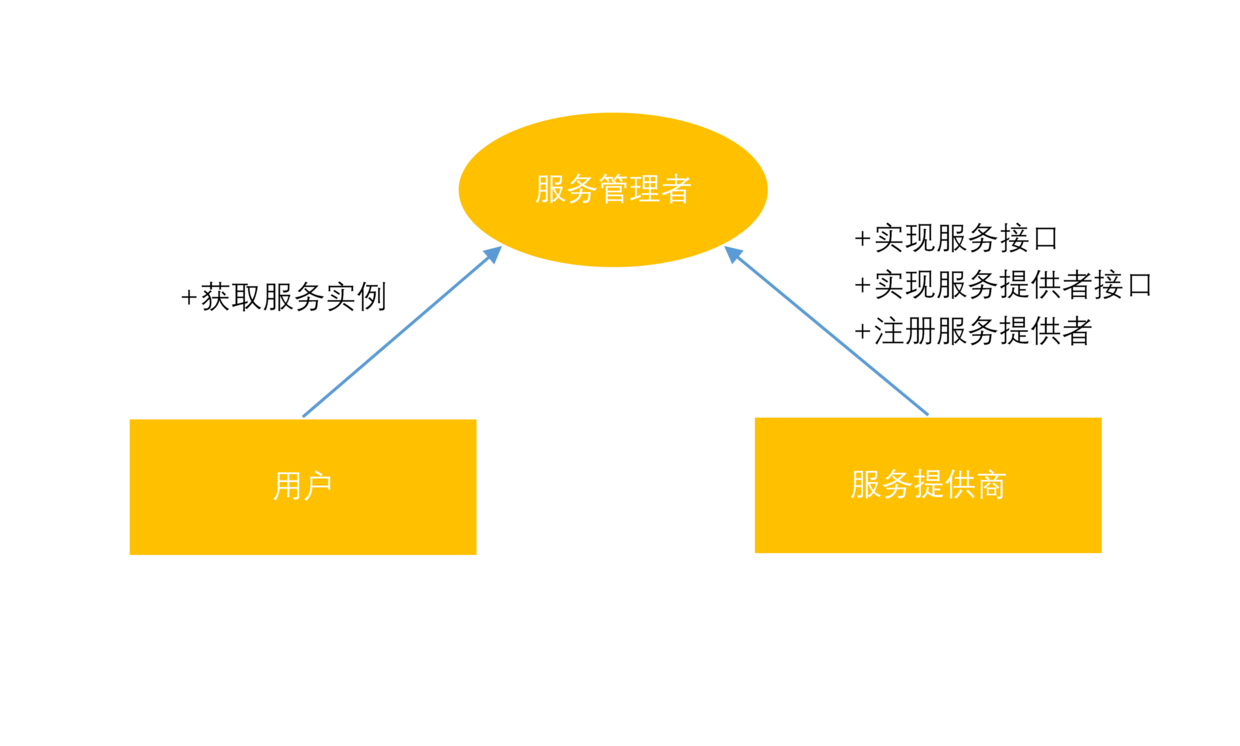 服务管理者
+获取服务实例
+实现服务接口
+实现服务提供者接口
+注册服务提供者
用户
服务提供商